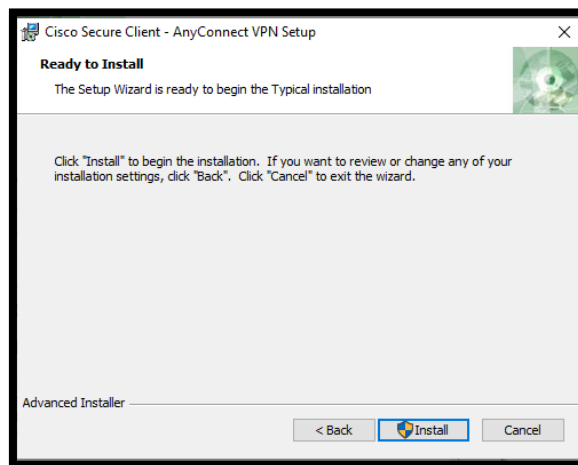 Cisco Secure Client - AnyConnect VPN Setup
Ready to Install
The Setup Wizard is ready to begin the Typical installation
Click "Install" to begin the installation. If you want to review or change any of your
installation settings, click "Back". Click "Cancel" to exit the wizard.
Advanced Installer
< Back Install Cancel